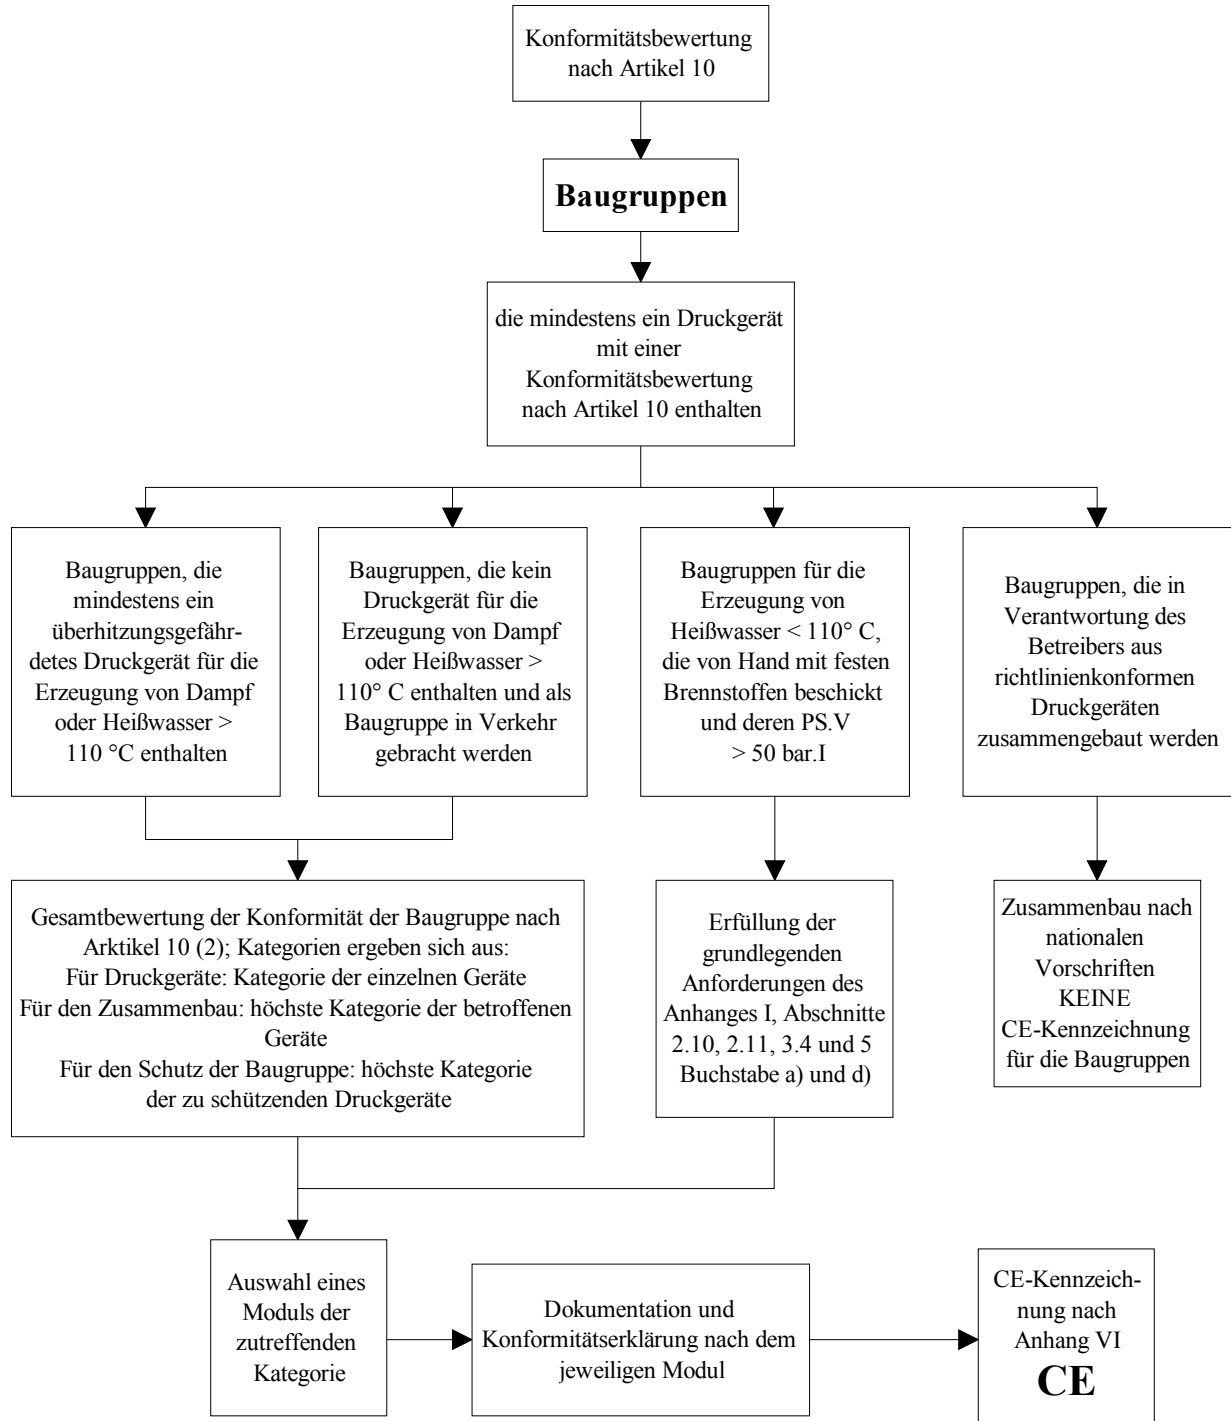 Konformitätsbewertung
nach Artikel 10
Baugruppen
die mindestens ein Druckgerät
mit einer
Konformitätsbewertung
nach Artikel 10 enthalten
Baugruppen, die
mindestens ein
überhitzungsgefähr-
detes Druckgerät für die
Erzeugung von Dampf
oder Heißwasser >
110 °C enthalten
Baugruppen, die kein
Druckgerät für die
Erzeugung von Dampf
oder Heißwasser >
110° C enthalten und als
Baugruppe in Verkehr
gebracht werden
Baugruppen für die
Erzeugung von
Heißwasser < 110° C,
die von Hand mit festen
Brennstoffen beschickt
und deren PS.V
> 50 bar.I
Baugruppen, die in
Verantwortung des
Betreibers aus
richtlinienkonformen
Druckgeräten
zusammengebaut werden
Gesamtbewertung der Konformität der Baugruppe nach
Arktikel 10 (2); Kategorien ergeben sich aus:
Für Druckgeräte: Kategorie der einzelnen Geräte
Für den Zusammenbau: höchste Kategorie der betroffenen
Geräte
Für den Schutz der Baugruppe: höchste Kategorie
der zu schützenden Druckgeräte
Erfüllung der
grundlegenden
Anforderungen des
Anhanges I, Abschnitte
2.10, 2.11, 3.4 und 5
Buchstabe a) und d)
Zusammenbau nach
nationalen
Vorschriften
KEINE
CE-Kennzeichnung
für die Baugruppen
Auswahl eines
Moduls der
zutreffenden
Kategorie
Dokumentation und
Konformitätserklärung nach dem
jeweiligen Modul
CE-Kennzeich-
nung nach
Anhang VI
CE